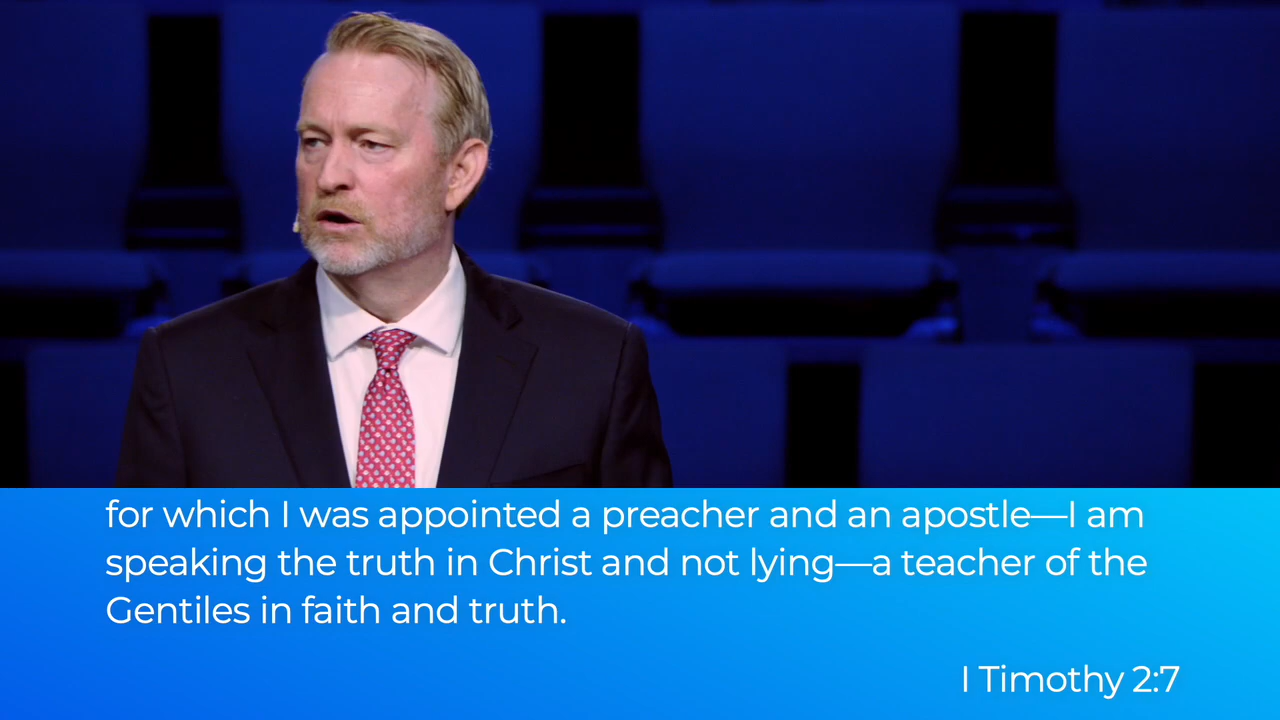 for which I was appointed a preacher and an apostle—I am
speaking the truth in Christ and not lying—a teacher of the
Gentiles in faith and truth.
I Timothy 2:7